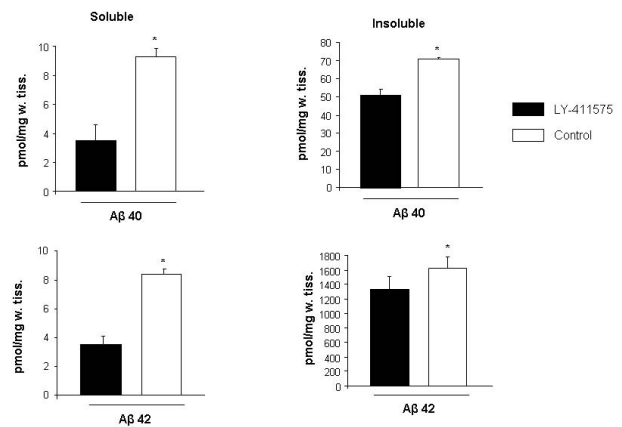 Soluble
Insoluble
*
10
8
6
4
2
0
pmol/mg w. tiss.
Aβ 40
*
80
70
60
50
40
30
20
10
0
pmol/mg w. tiss.
Aβ 40
LY-411575
Control
*
10
8
6
4
2
0
pmol/mg w. tiss.
Aβ 42
*
1800
1600
1400
1200
1000
800
600
400
200
0
pmol/mg w. tiss.
Aβ 42